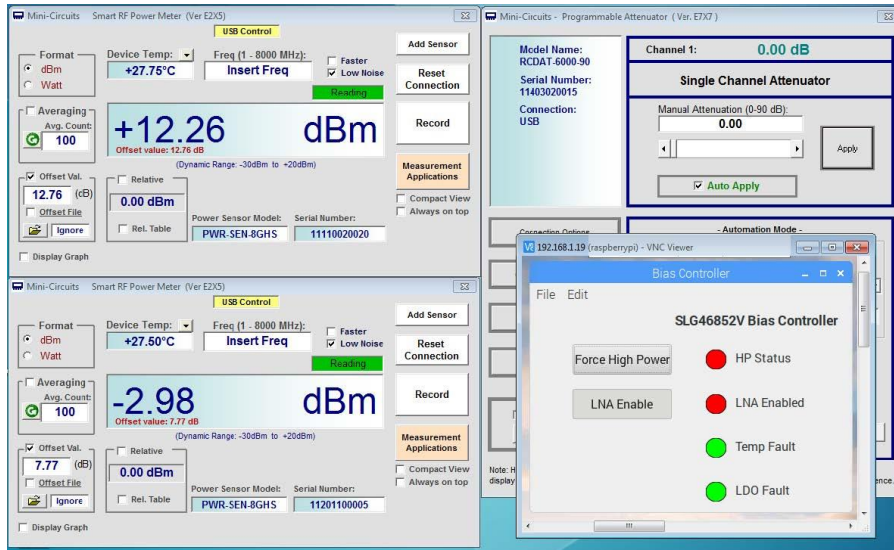 Mini-Circuits Smart RF Power Meter (Ver E2X5)
USB Control
Format
dBm
Watt
Device Temp:
+27.75°C
Freq (1 - 8000 MHz):
Insert Freq
Faster
Low Noise
Reading
Add Sensor
Reset Connection
Averaging
Avg. Count:
100
+12.26 dBm
Offset value: 12.76 dB
(Dynamic Range: -30dBm to +20dBm)
Record
Offset Val.
12.76 (dB)
Offset File
Ignore
Relative
0.00 dBm
Rel. Table
Power Sensor Model:
PWR-SEN-8GHS
Serial Number:
11110020020
Measurement Applications
Compact View
Always on top
Display Graph
Mini-Circuits Smart RF Power Meter (Ver E2X5)
USB Control
Format
dBm
Watt
Device Temp:
+27.50°C
Freq (1 - 8000 MHz):
Insert Freq
Faster
Low Noise
Reading
Add Sensor
Reset Connection
Averaging
Avg. Count:
100
-2.98 dBm
Offset value: 7.77 dB
(Dynamic Range: -30dBm to +20dBm)
Record
Offset Val.
7.77 (dB)
Offset File
Ignore
Relative
0.00 dBm
Rel. Table
Power Sensor Model:
PWR-SEN-8GHS
Serial Number:
11201100005
Measurement Applications
Compact View
Always on top
Display Graph
Mini-Circuits - Programmable Attenuator ( Ver. E7X7 )
Model Name:
RCDAT-6000-90
Serial Number:
11403020015
Connection:
USB
Channel 1: 0.00 dB
Single Channel Attenuator
Manual Attenuation (0-90 dB):
0.00
Apply
Auto Apply
Connection Options
- Automation Mode -
Note: H
display
ence.
192.168.1.19 (raspberrypi) - VNC Viewer
Bias Controller
File Edit
SLG46852V Bias Controller
Force High Power
HP Status
LNA Enable
LNA Enabled
Temp Fault
LDO Fault